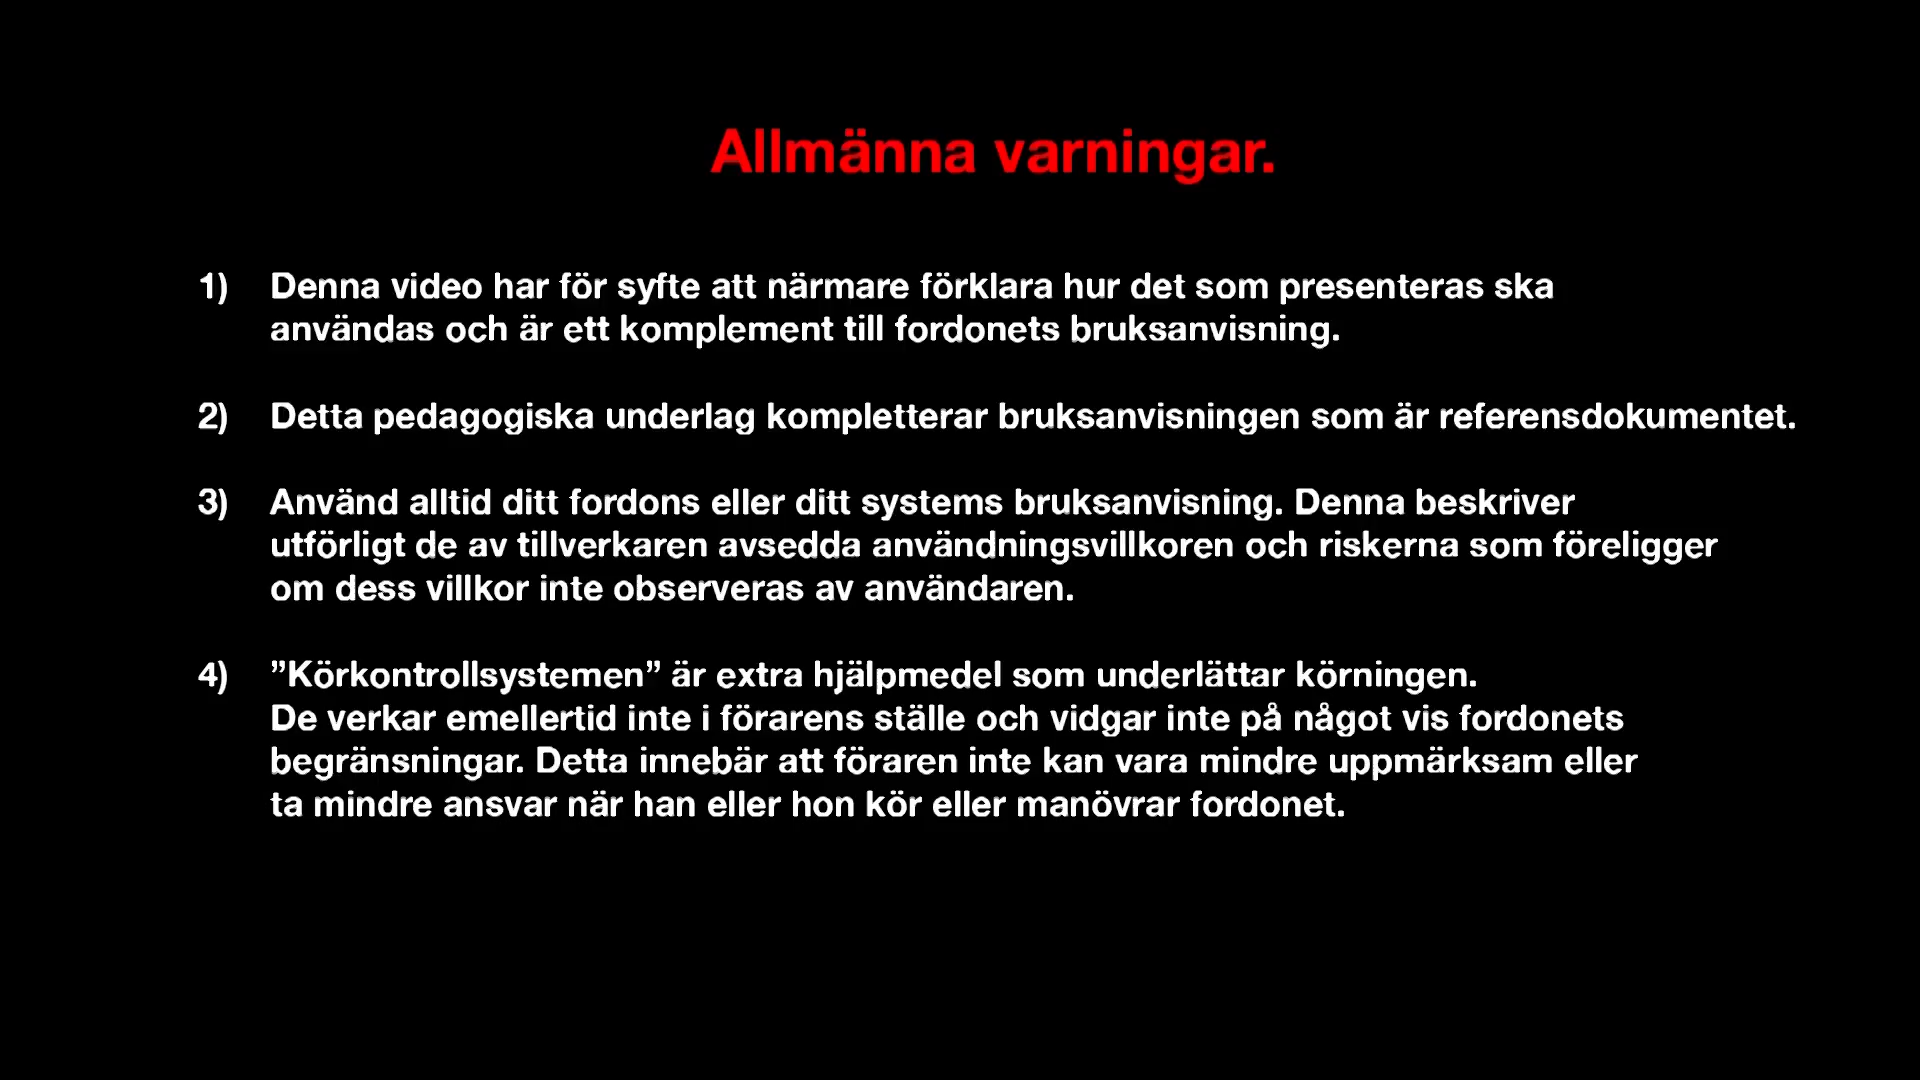 Allmänna varningar.
1) Denna video har för syfte att närmare förklara hur det som presenteras ska
användas och är ett komplement till fordonets bruksanvisning.
2) Detta pedagogiska underlag kompletterar bruksanvisningen som är referensdokumentet.
3) Använd alltid ditt fordons eller ditt systems bruksanvisning. Denna beskriver
utförligt de av tillverkaren avsedda användningsvillkoren och riskerna som föreligger
om dess villkor inte observeras av användaren.
4) ”Körkontrollsystemen” är extra hjälpmedel som underlättar körningen.
De verkar emellertid inte i förarens ställe och vidgar inte på något vis fordonets
begränsningar. Detta innebär att föraren inte kan vara mindre uppmärksam eller
ta mindre ansvar när han eller hon kör eller manövrar fordonet.